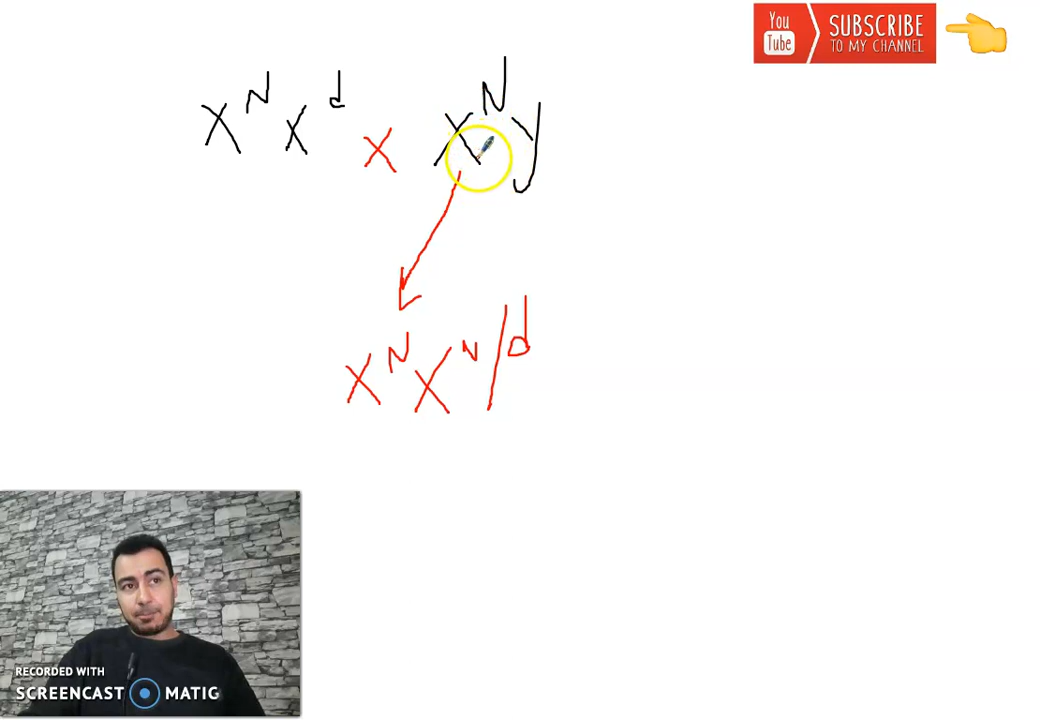 You Tube SUBSCRIBE TO MY CHANNEL
X^N X^d x X^N y
X^N X^N/d
RECORDED WITH
SCREENCAST MATIC